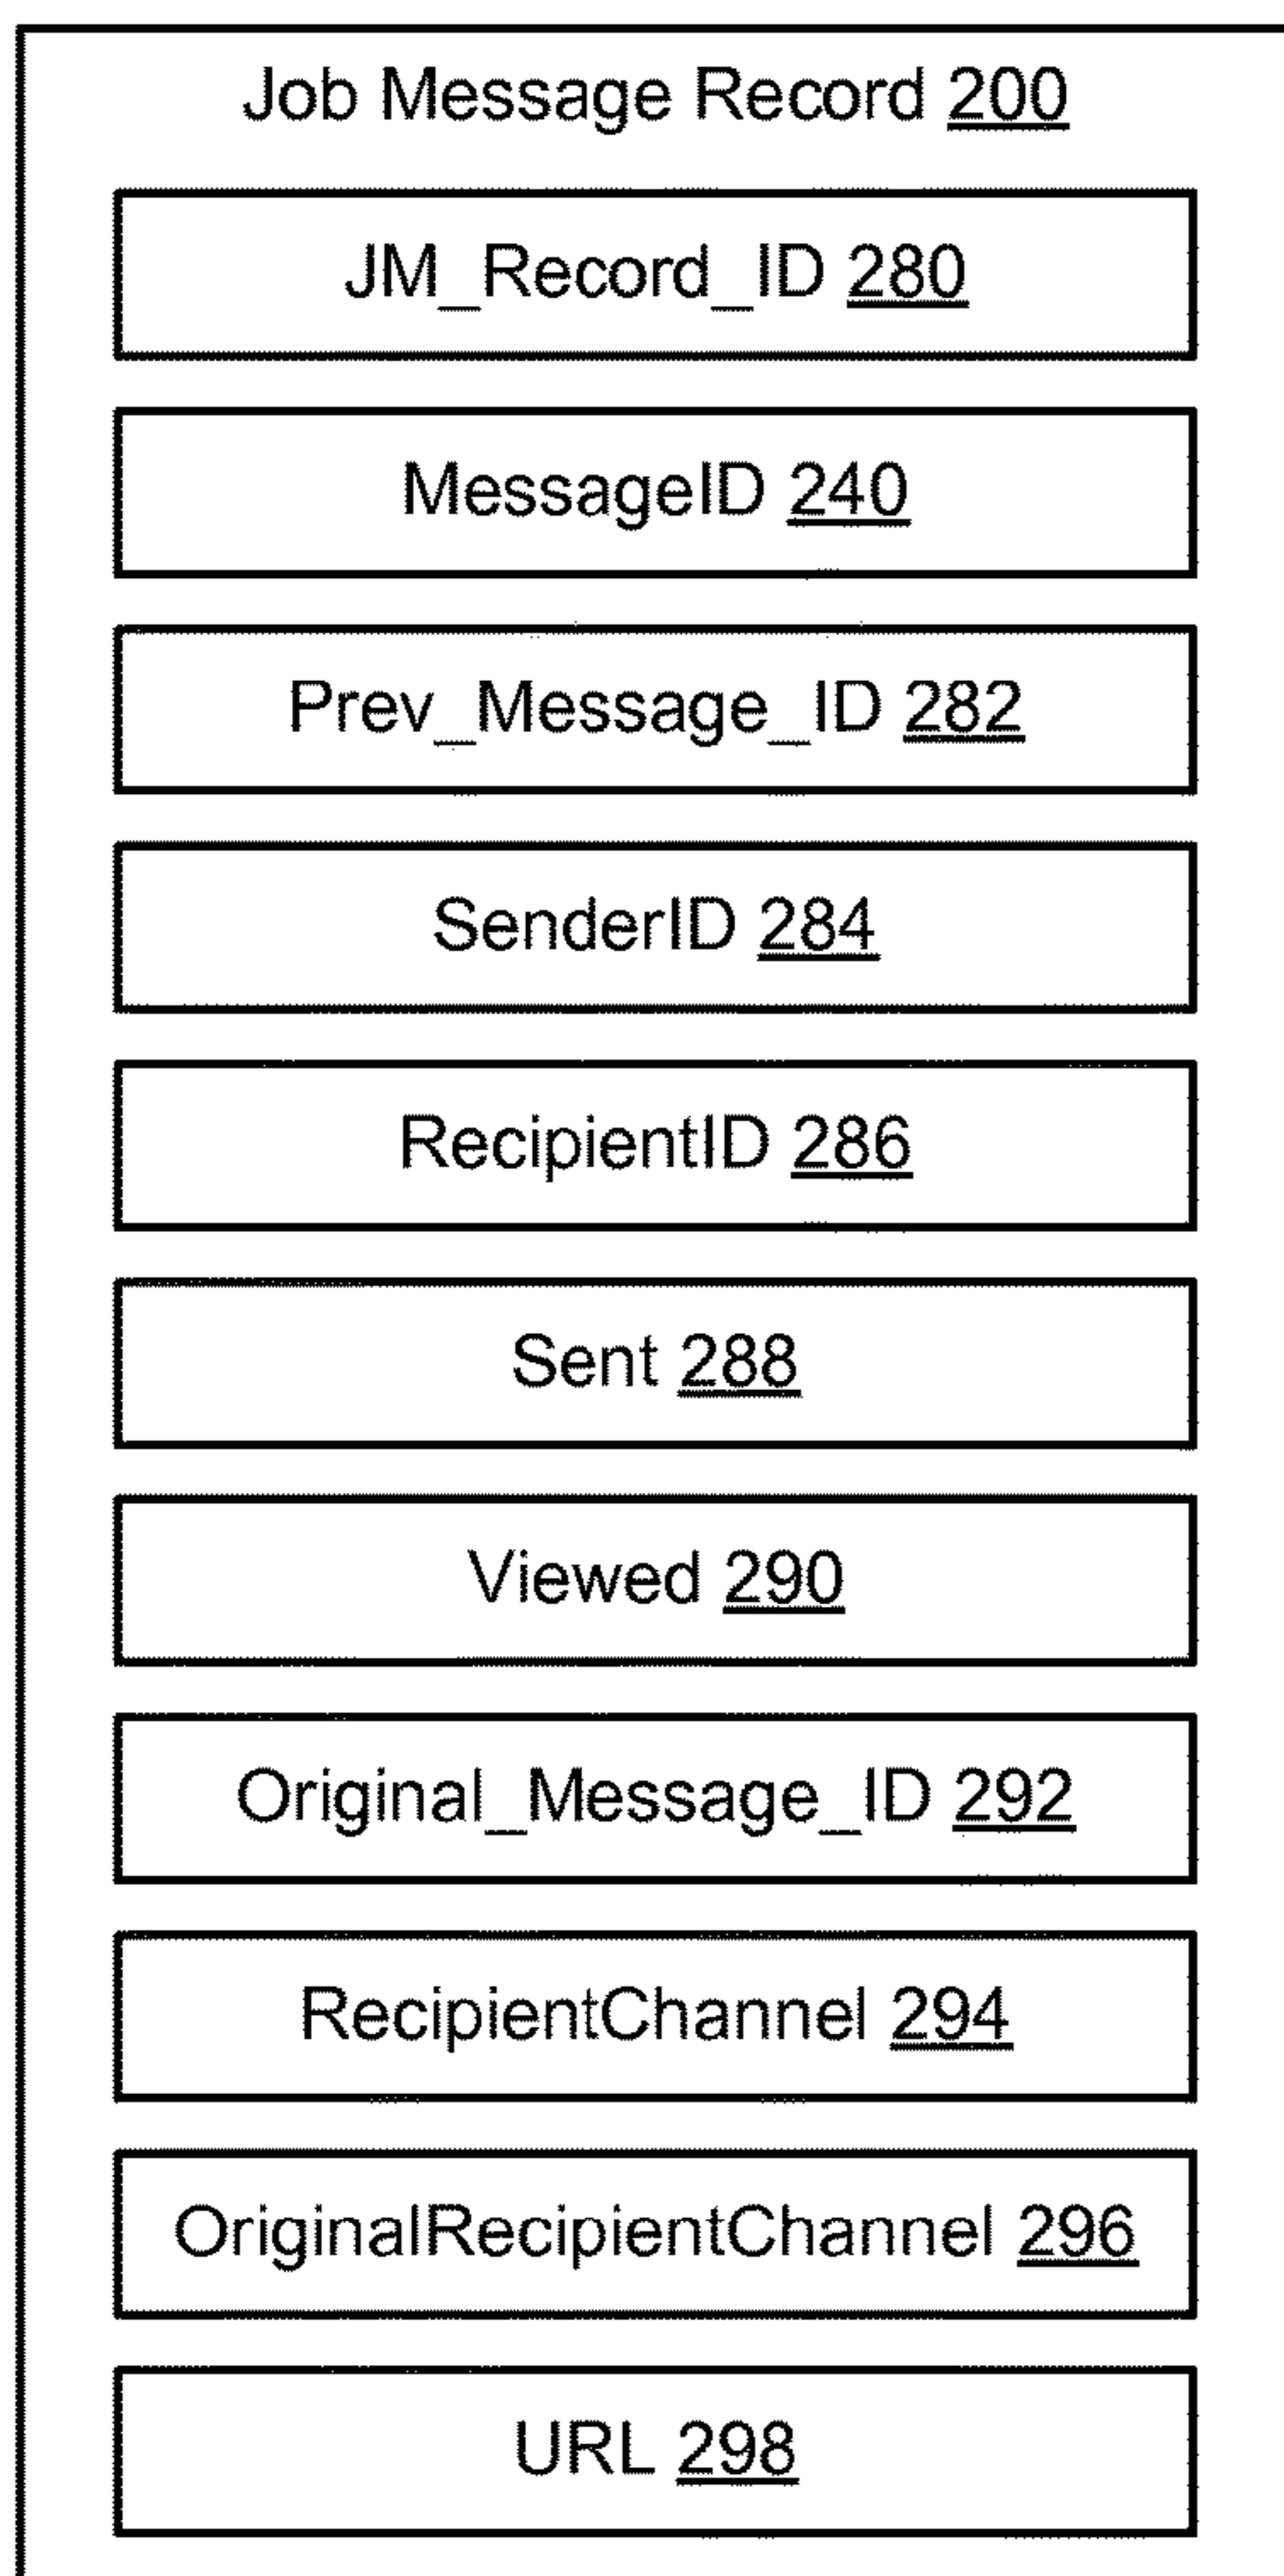 Job Message Record 200
JM_Record_ID 280
MessageID 240
Prev_Message_ID 282
SenderID 284
RecipientID 286
Sent 288
Viewed 290
Original_Message_ID 292
RecipientChannel 294
OriginalRecipientChannel 296
URL 298